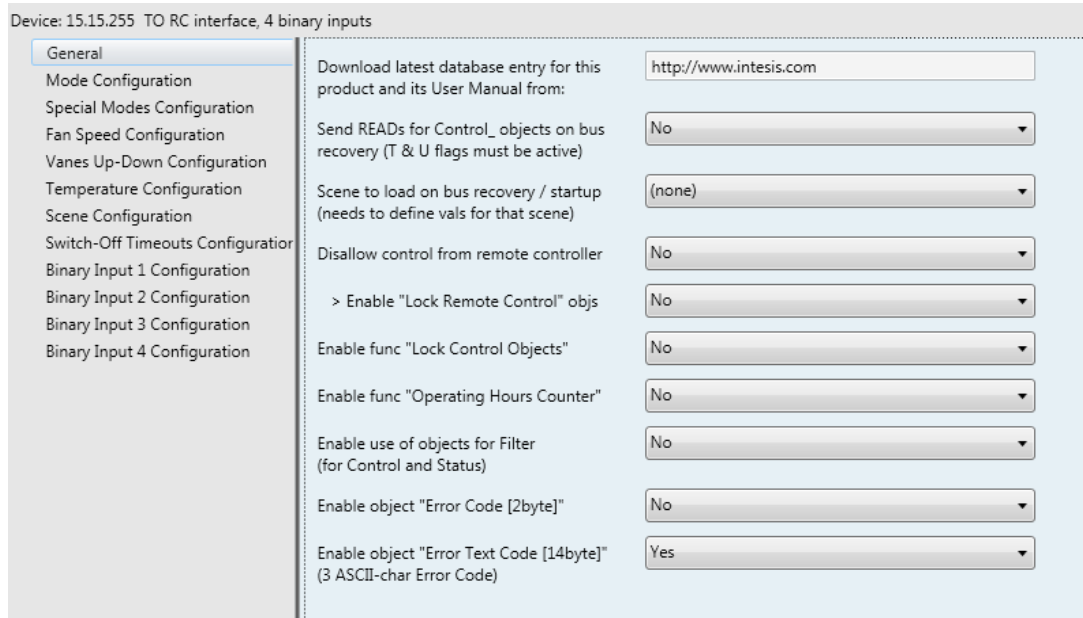 Device: 15.15.255  TO RC interface, 4 binary inputs
General
Mode Configuration
Special Modes Configuration
Fan Speed Configuration
Vanes Up-Down Configuration
Temperature Configuration
Scene Configuration
Switch-Off Timeouts Configuration
Binary Input 1 Configuration
Binary Input 2 Configuration
Binary Input 3 Configuration
Binary Input 4 Configuration
Download latest database entry for this
product and its User Manual from:
http://www.intesis.com
Send READs for Control_ objects on bus
recovery (T & U flags must be active)
No
Scene to load on bus recovery / startup
(needs to define vals for that scene)
(none)
Disallow control from remote controller
No
> Enable "Lock Remote Control" objs
No
Enable func "Lock Control Objects"
No
Enable func "Operating Hours Counter"
No
Enable use of objects for Filter
(for Control and Status)
No
Enable object "Error Code [2byte]"
No
Enable object "Error Text Code [14byte]"
(3 ASCII-char Error Code)
Yes